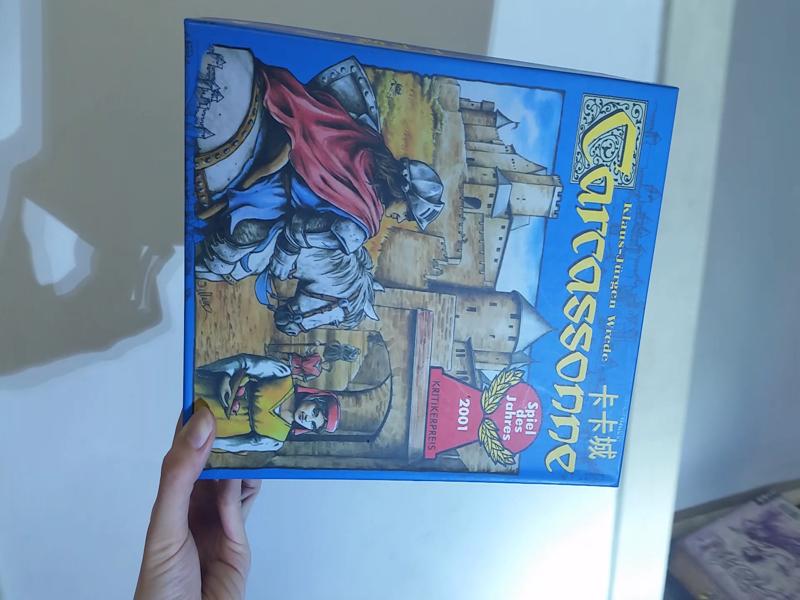 Klaus-Jürgen Wrede
Carcassonne
卡卡城
Spiel
des
Jahres
2001
KRITIKERPREIS